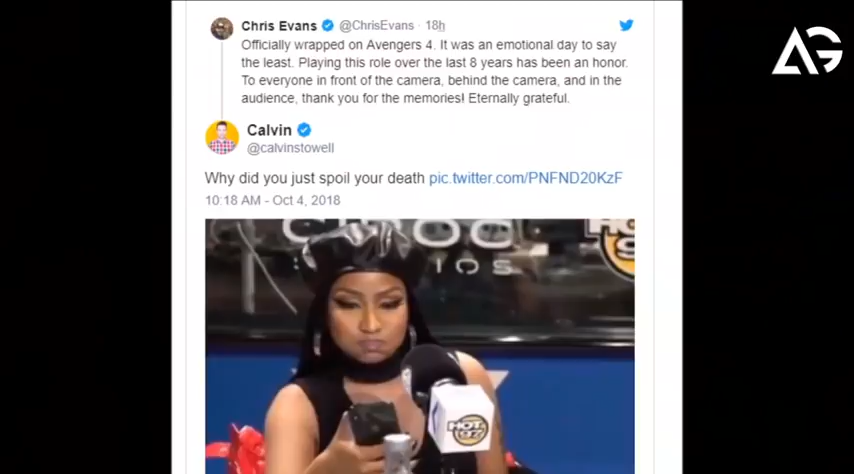 Chris Evans @ChrisEvans · 18h
Officially wrapped on Avengers 4. It was an emotional day to say
the least. Playing this role over the last 8 years has been an honor.
To everyone in front of the camera, behind the camera, and in the
audience, thank you for the memories! Eternally grateful.
Calvin
@calvinstowell
Why did you just spoil your death pic.twitter.com/PNFND20KzF
10:18 AM - Oct 4, 2018
AG
HOT
97
HOT
97